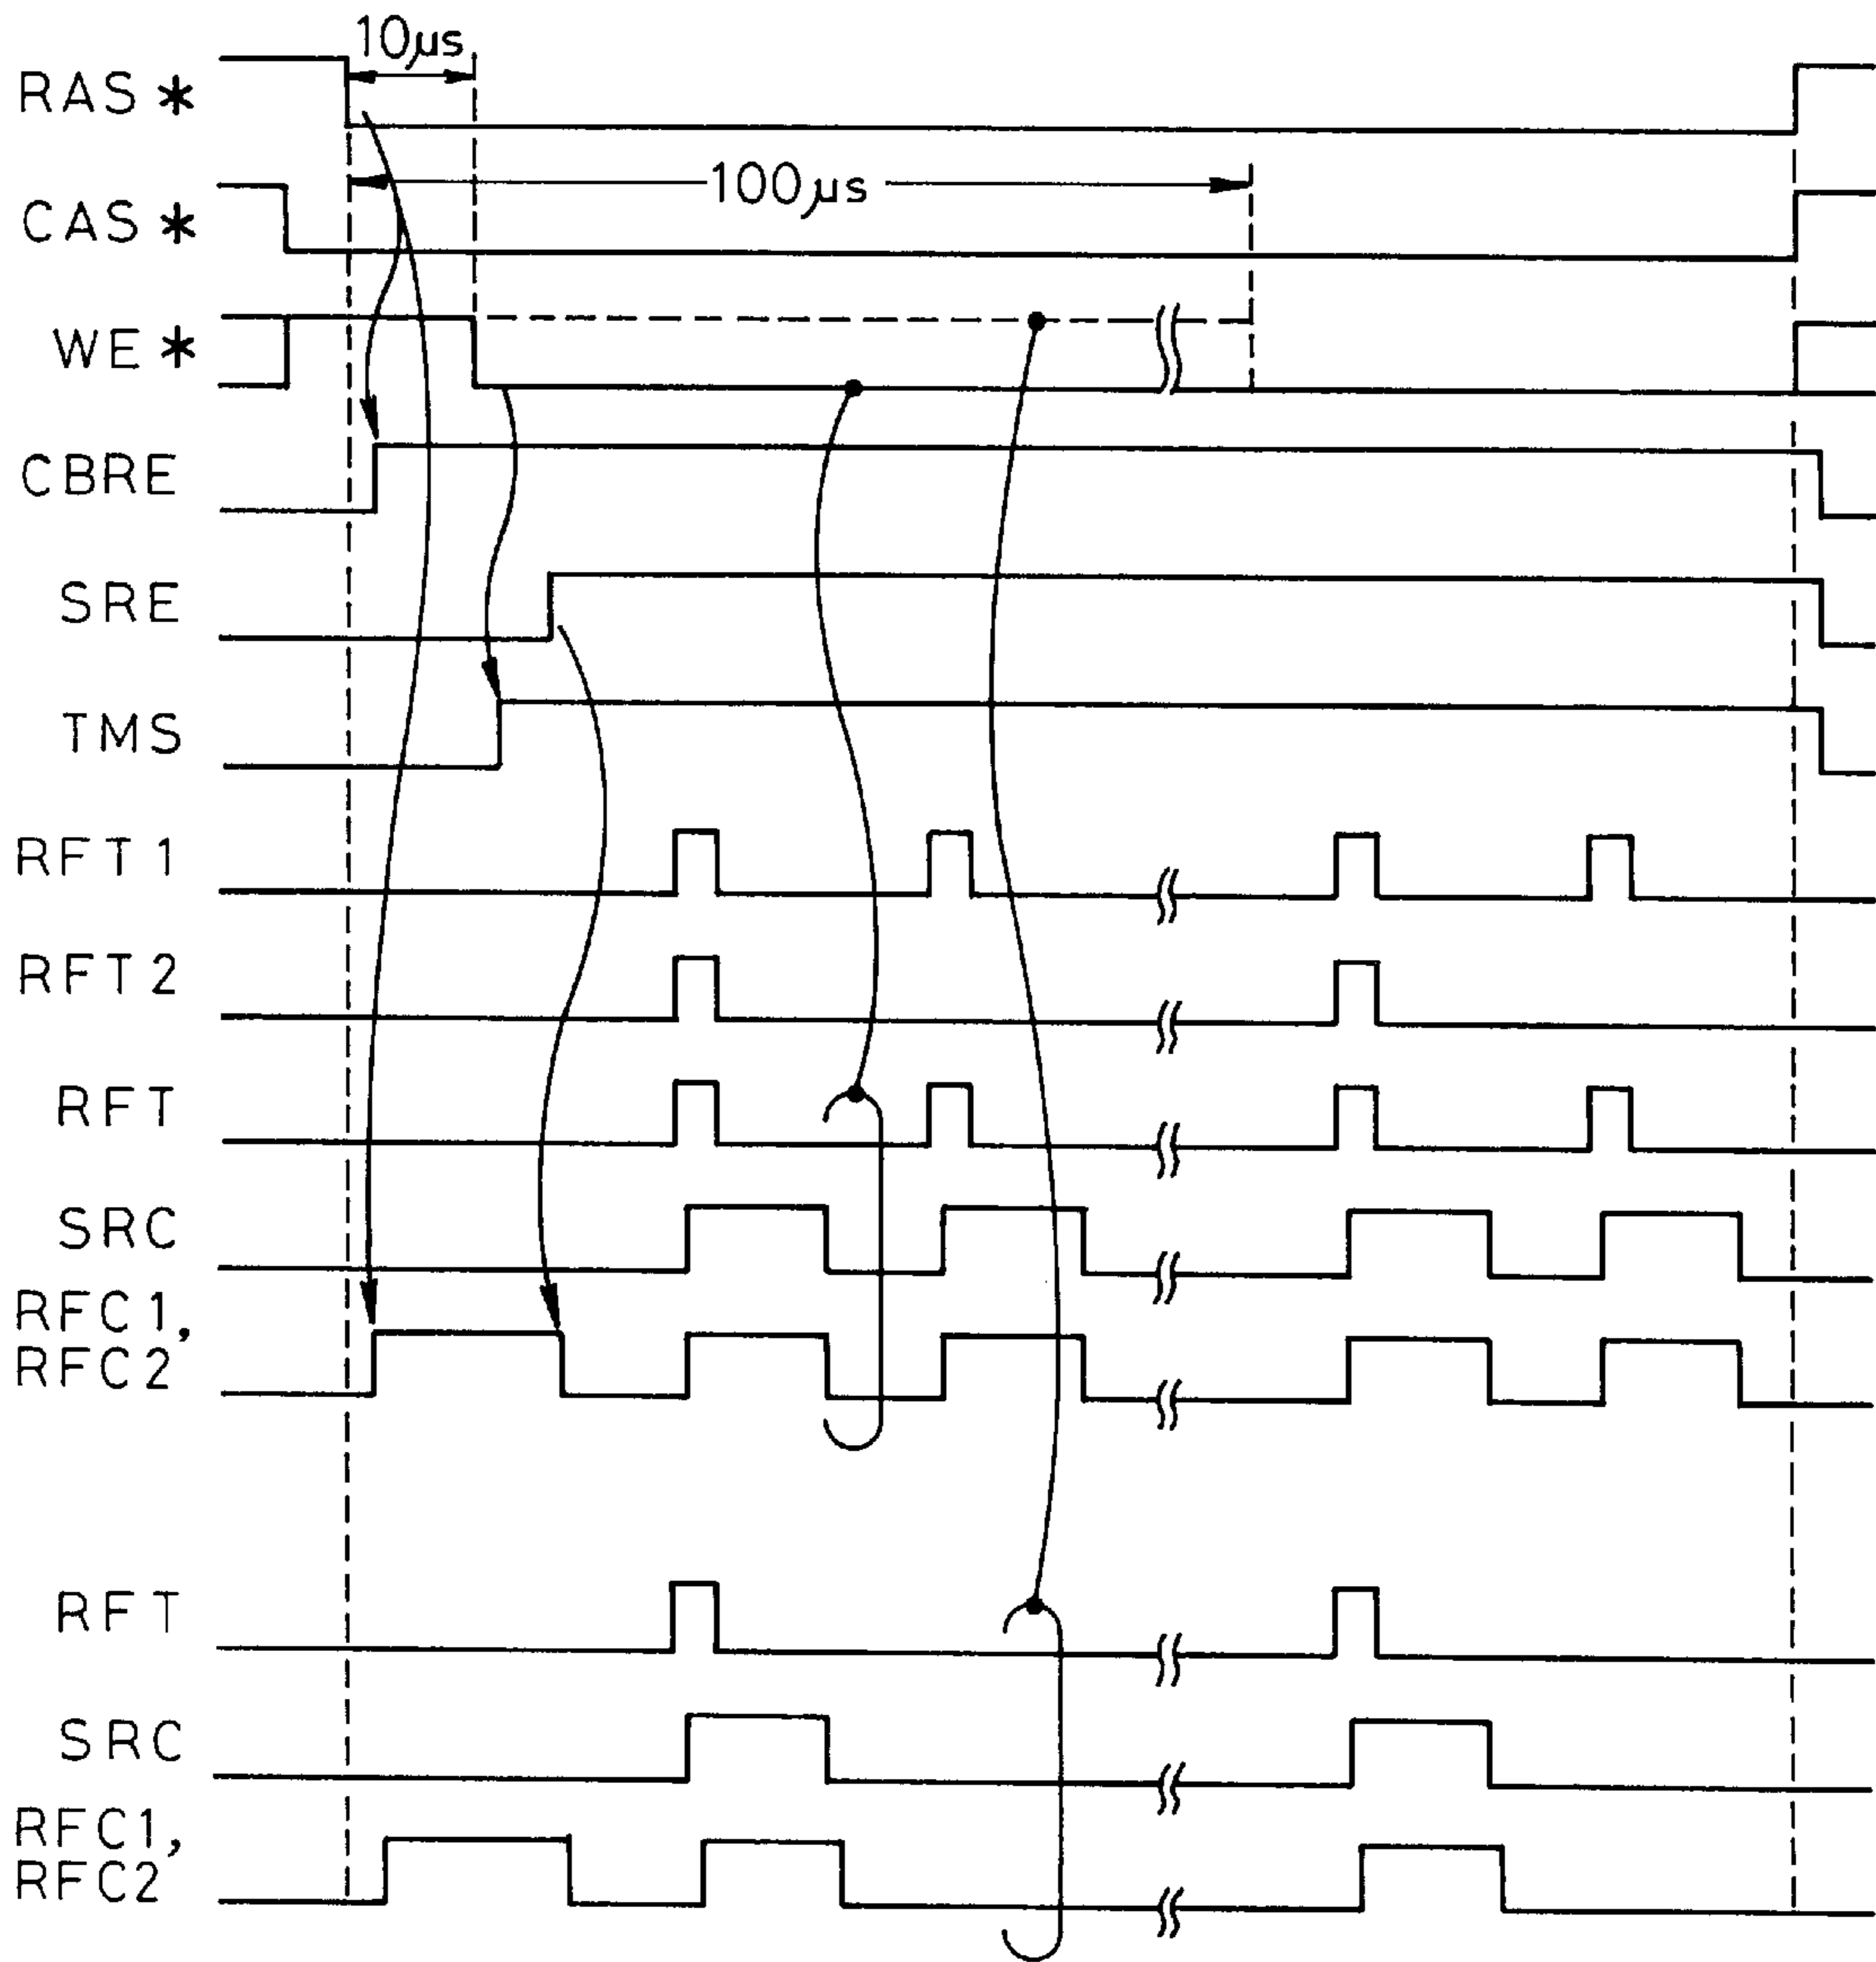 10µs
RAS*
100µs
CAS*
WE*
CBRE
SRE
TMS
RFT1
RFT2
RFT
SRC
RFC1,
RFC2
RFT
SRC
RFC1,
RFC2